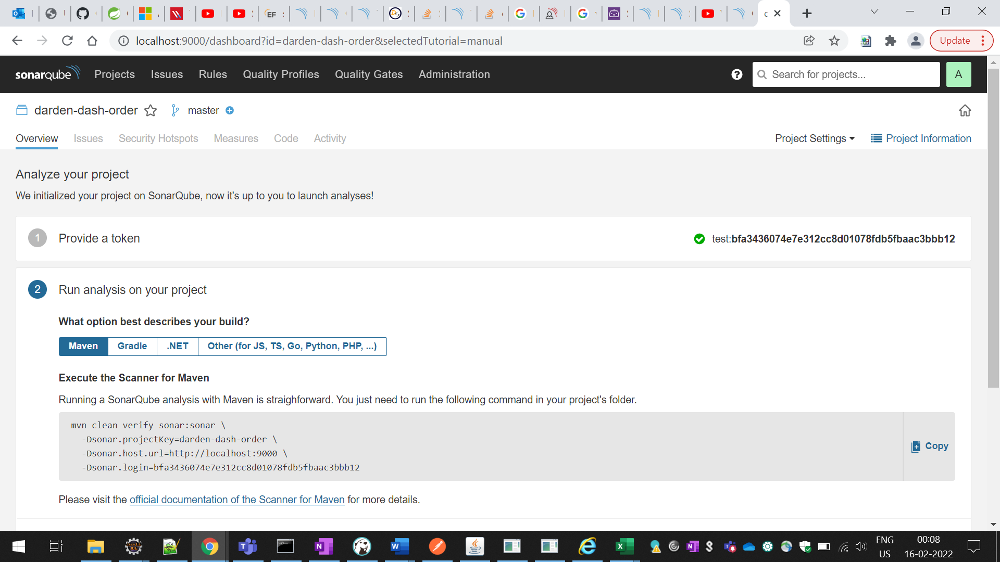 localhost:9000/dashboard?id=darden-dash-order&selectedTutorial=manual
Update
sonarqube Projects Issues Rules Quality Profiles Quality Gates Administration
? Search for projects... A
darden-dash-order master
Overview Issues Security Hotspots Measures Code Activity
Project Settings Project Information
Analyze your project
We initialized your project on SonarQube, now it's up to you to launch analyses!
1 Provide a token test:bfa3436074e7e312cc8d01078fdb5fbaac3bbb12
2 Run analysis on your project
What option best describes your build?
Maven Gradle .NET Other (for JS, TS, Go, Python, PHP, ...)
Execute the Scanner for Maven
Running a SonarQube analysis with Maven is straighforward. You just need to run the following command in your project's folder.
mvn clean verify sonar:sonar \
-Dsonar.projectKey=darden-dash-order \
-Dsonar.host.url=http://localhost:9000 \
-Dsonar.login=bfa3436074e7e312cc8d01078fdb5fbaac3bbb12
Copy
Please visit the official documentation of the Scanner for Maven for more details.
ENG
US
00:08
16-02-2022